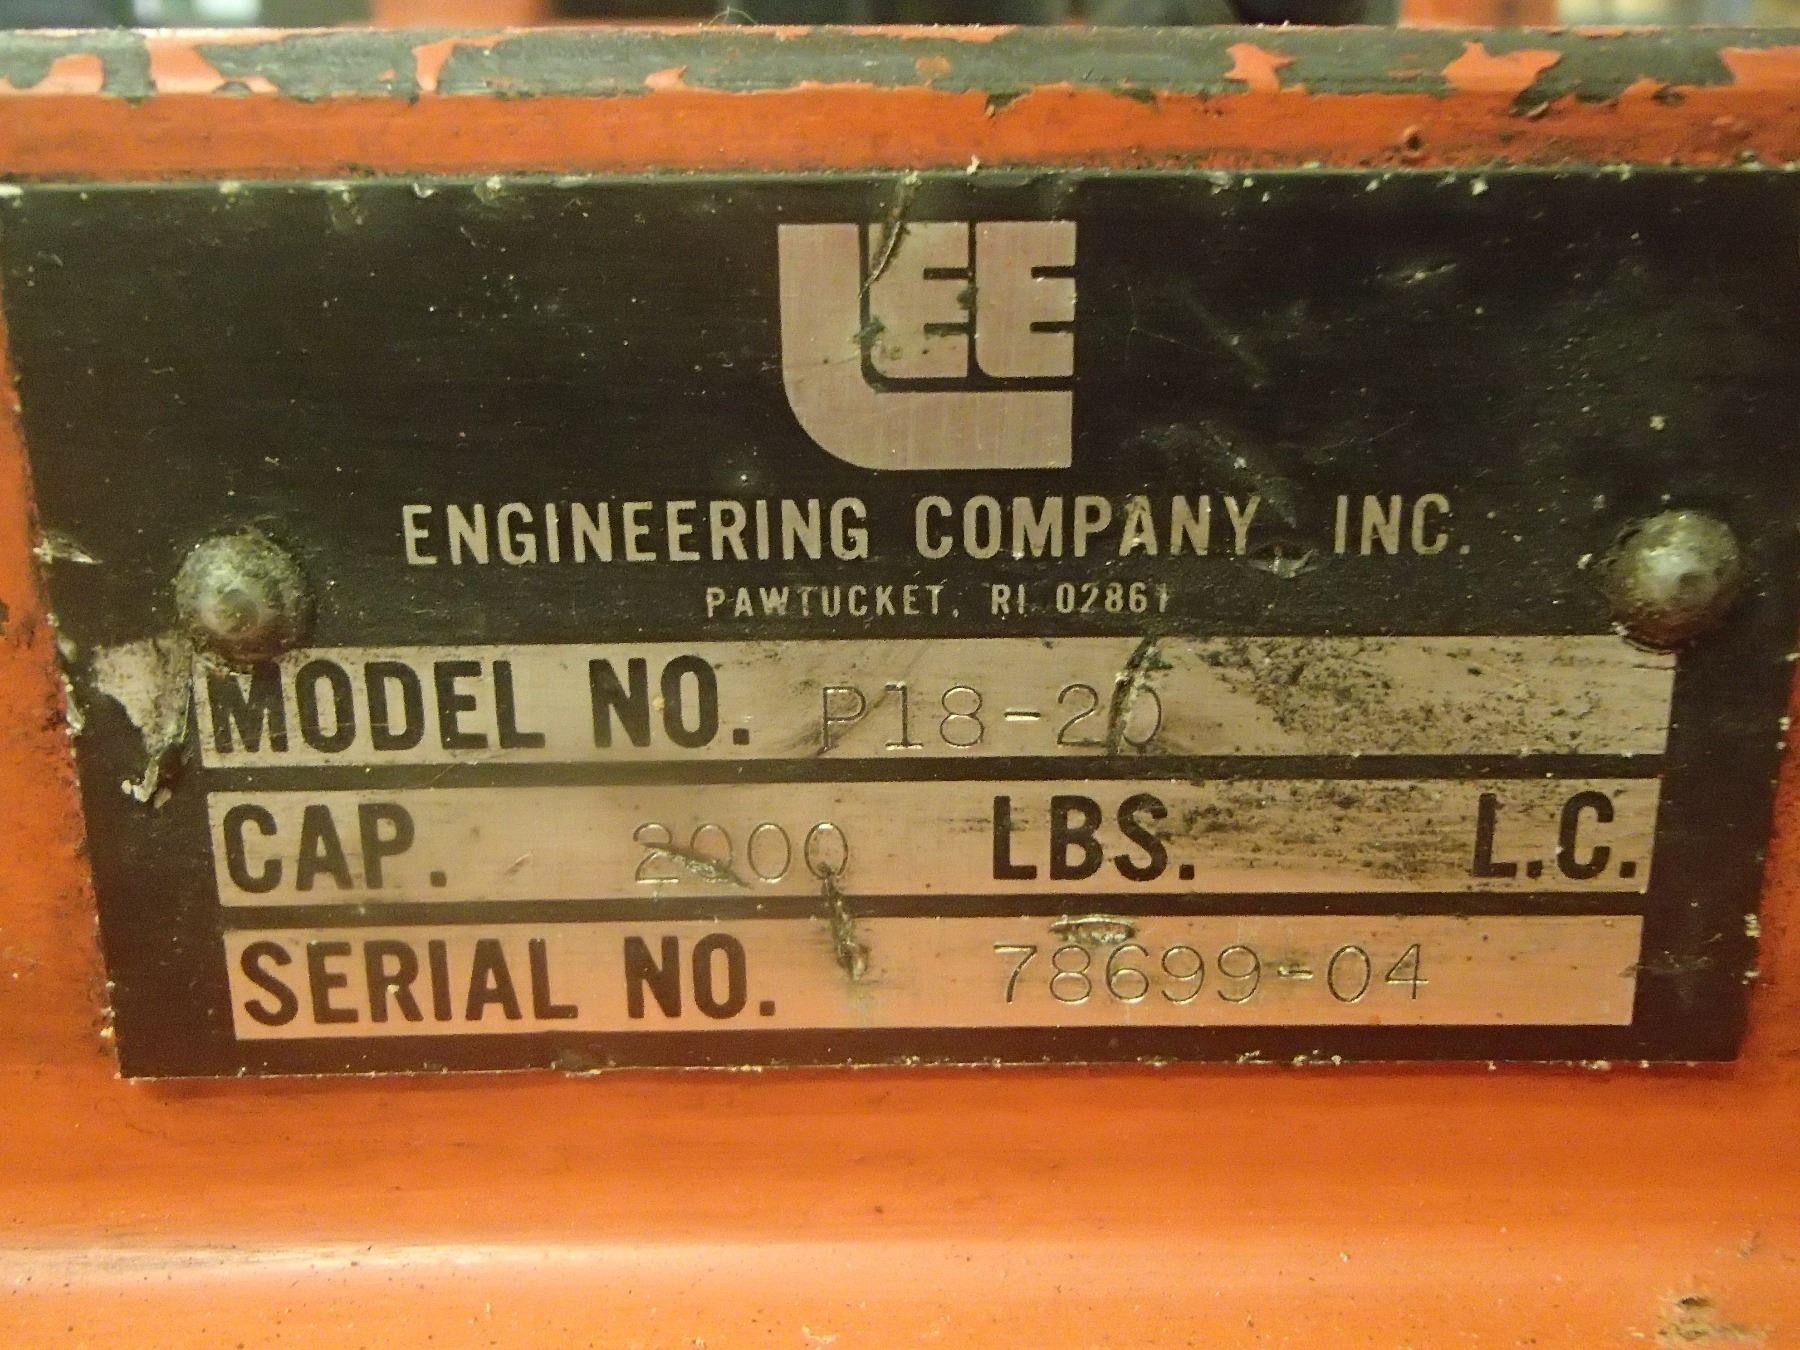 LEE
ENGINEERING COMPANY, INC.
PAWTUCKET, RI 02861
MODEL NO. P18-20
CAP. 2000 LBS. L.C.
SERIAL NO. 78699-04